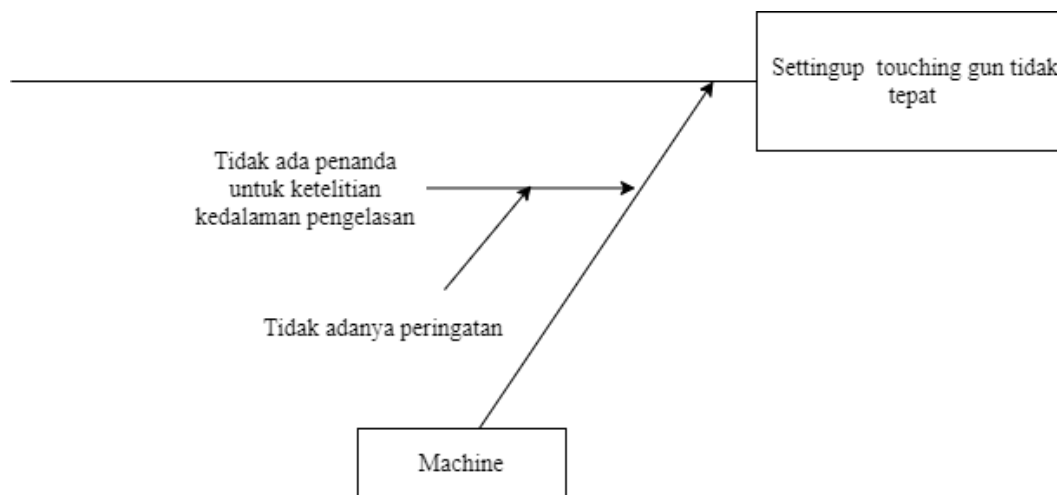 Settingup touching gun tidak
tepat
Tidak ada penanda
untuk ketelitian
kedalaman pengelasan
Tidak adanya peringatan
Machine